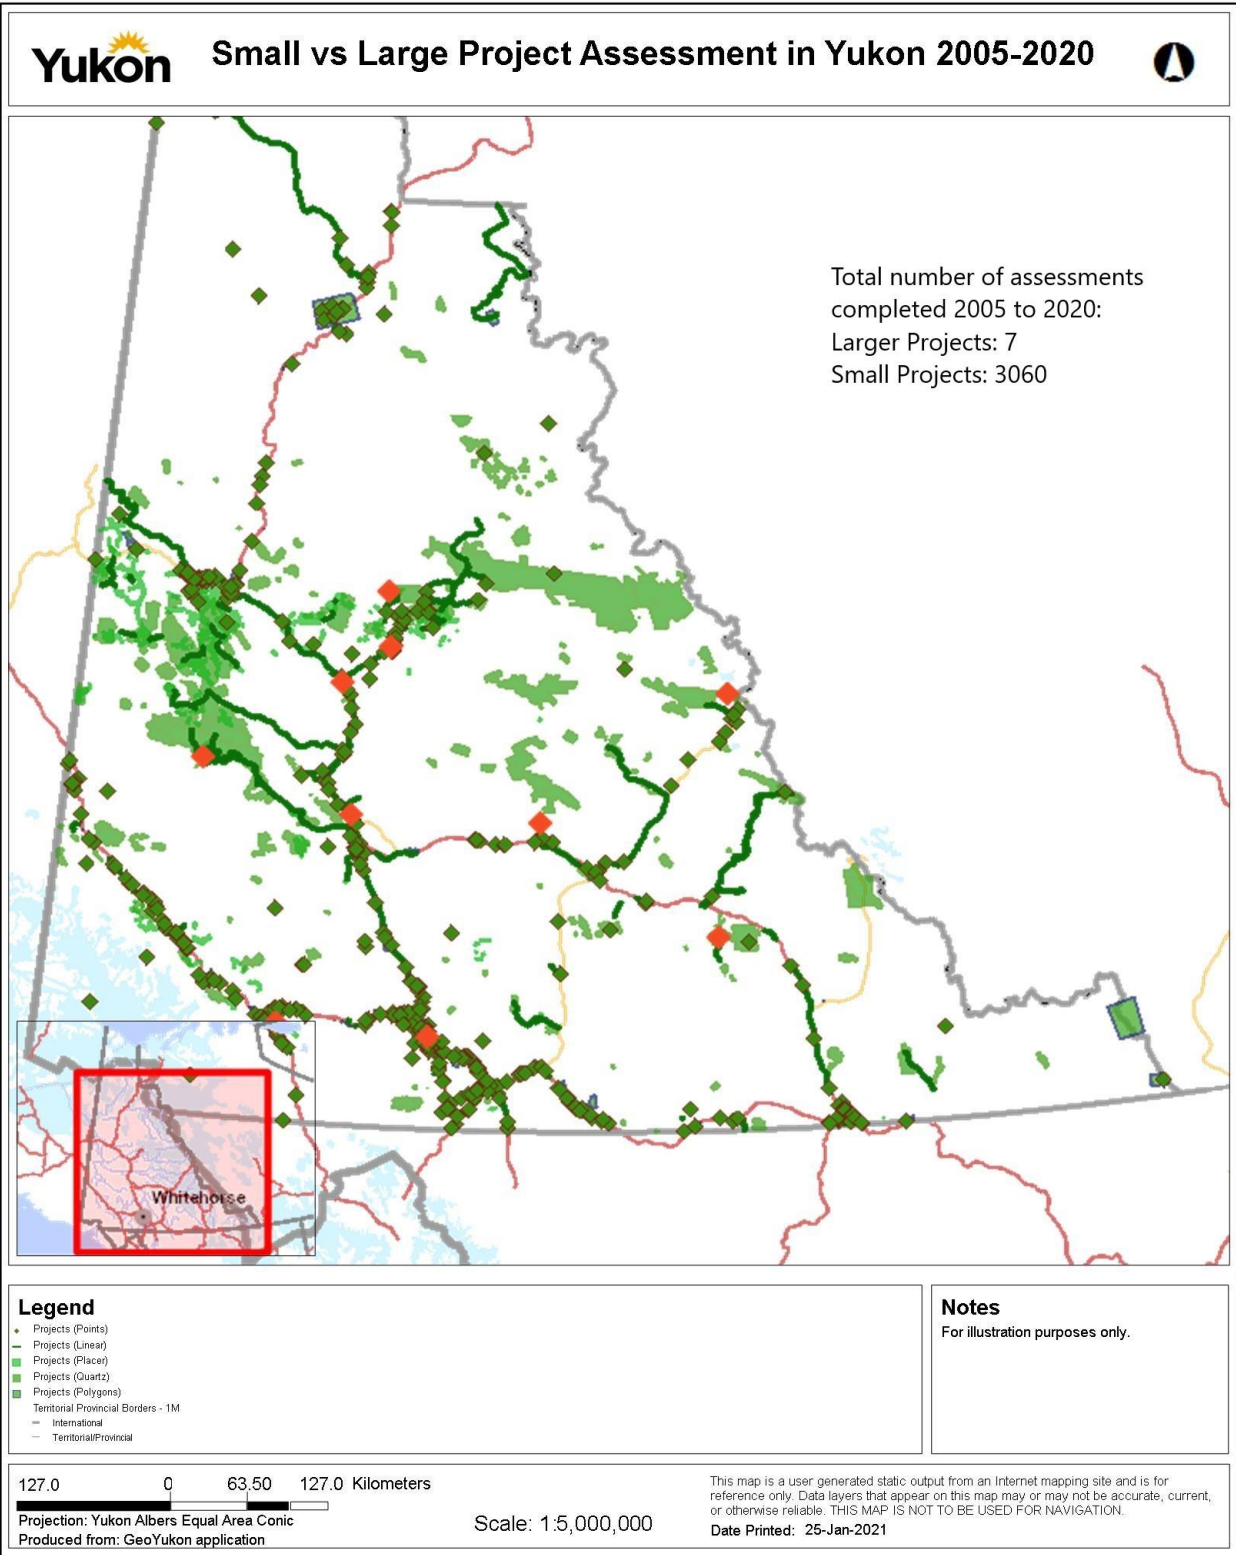 Yukon
Small vs Large Project Assessment in Yukon 2005-2020
Total number of assessments
completed 2005 to 2020:
Larger Projects: 7
Small Projects: 3060
Whitehorse
Legend
Projects (Points)
Projects (Linear)
Projects (Placer)
Projects (Quartz)
Projects (Polygons)
Territorial Provincial Borders - 1M
International
Territorial/Provincial
Notes
For illustration purposes only.
127.0 0 63.50 127.0 Kilometers
Projection: Yukon Albers Equal Area Conic
Produced from: GeoYukon application
Scale: 1:5,000,000
This map is a user generated static output from an Internet mapping site and is for
reference only. Data layers that appear on this map may or may not be accurate, current,
or otherwise reliable. THIS MAP IS NOT TO BE USED FOR NAVIGATION.
Date Printed: 25-Jan-2021